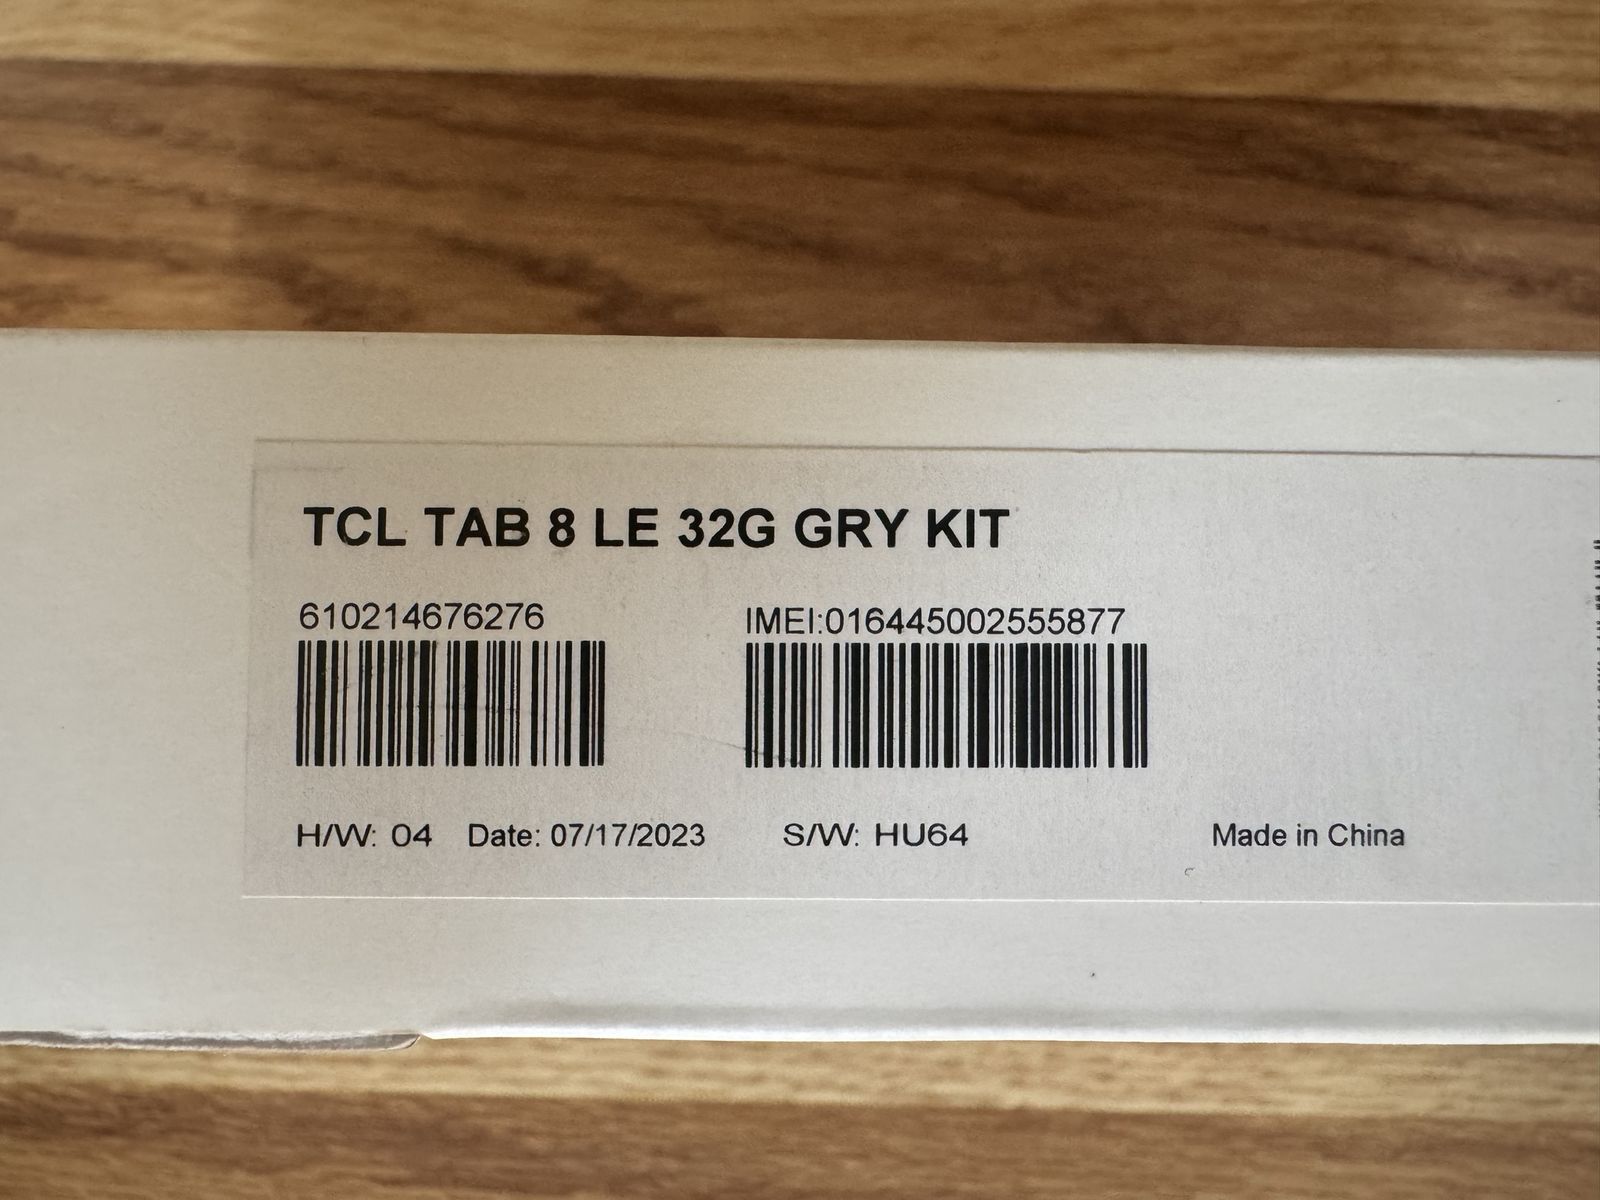 TCL TAB 8 LE 32G GRY KIT
610214676276
IMEI:016445002555877
H/W: 04 Date: 07/17/2023 S/W: HU64 Made in China